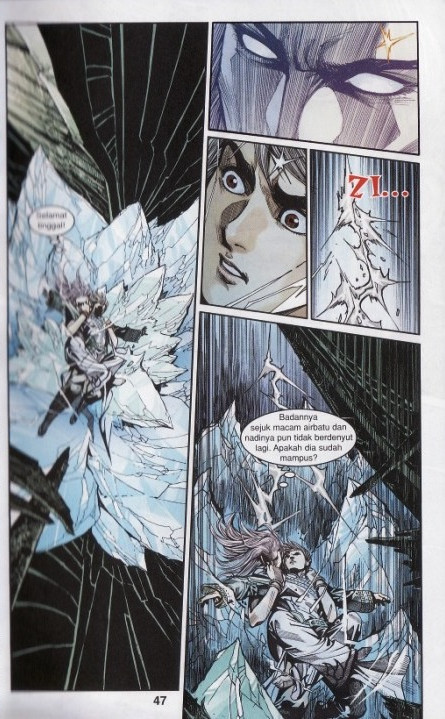 Selamat
tinggal!
ZI...
Badannya
sejuk macam airbatu dan
nadinya pun tidak berdenyut
lagi. Apakah dia sudah
mampus?
47